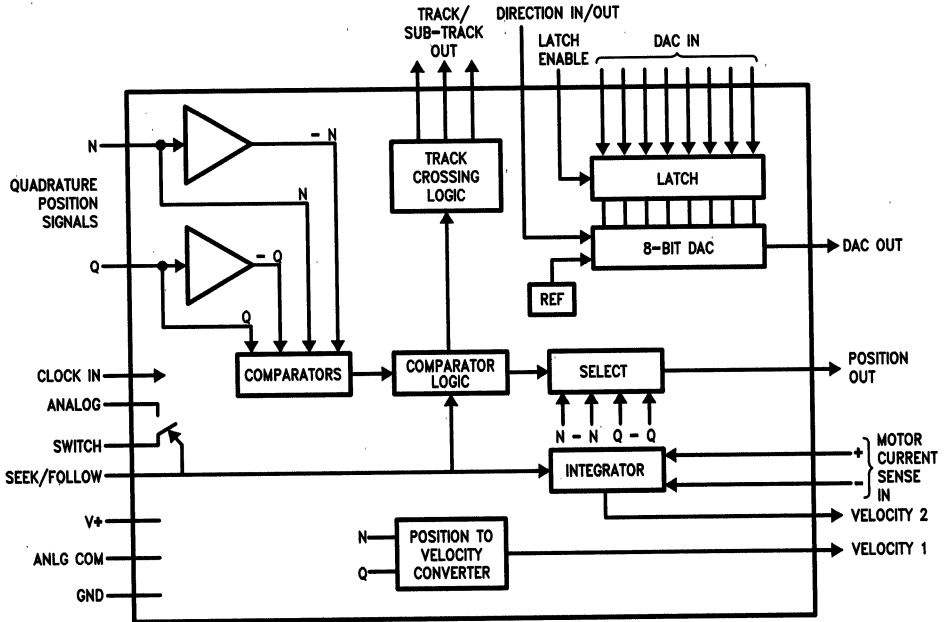 TRACK/
SUB-TRACK
OUT
DIRECTION IN/OUT
LATCH
ENABLE
DAC IN
N
QUADRATURE
POSITION
SIGNALS
Q
- N
N
- Q
Q
TRACK
CROSSING
LOGIC
LATCH
8-BIT DAC
DAC OUT
REF
COMPARATORS
COMPARATOR
LOGIC
SELECT
POSITION
OUT
CLOCK IN
ANALOG
SWITCH
SEEK/FOLLOW
N - N Q - Q
INTEGRATOR
+
-
MOTOR
CURRENT
SENSE
IN
VELOCITY 2
V+
ANLG COM
GND
N
Q
POSITION TO
VELOCITY
CONVERTER
VELOCITY 1